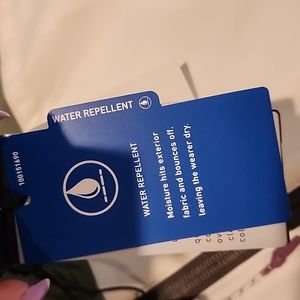 WATER REPELLENT
100151690
WATER REPELLENT
Moisture hits exterior
fabric and bounces off,
leaving the wearer dry.